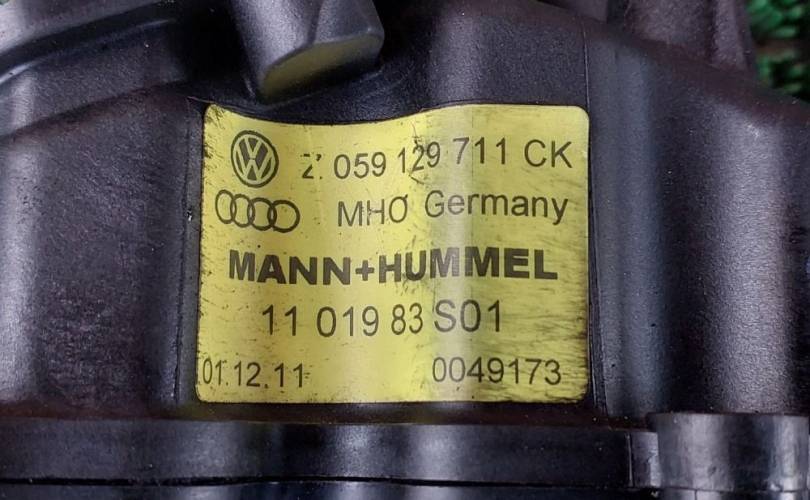 Z' 059 129 711 CK
MHO Germany
MANN+HUMMEL
11 019 83 S01
01.12.11 0049173